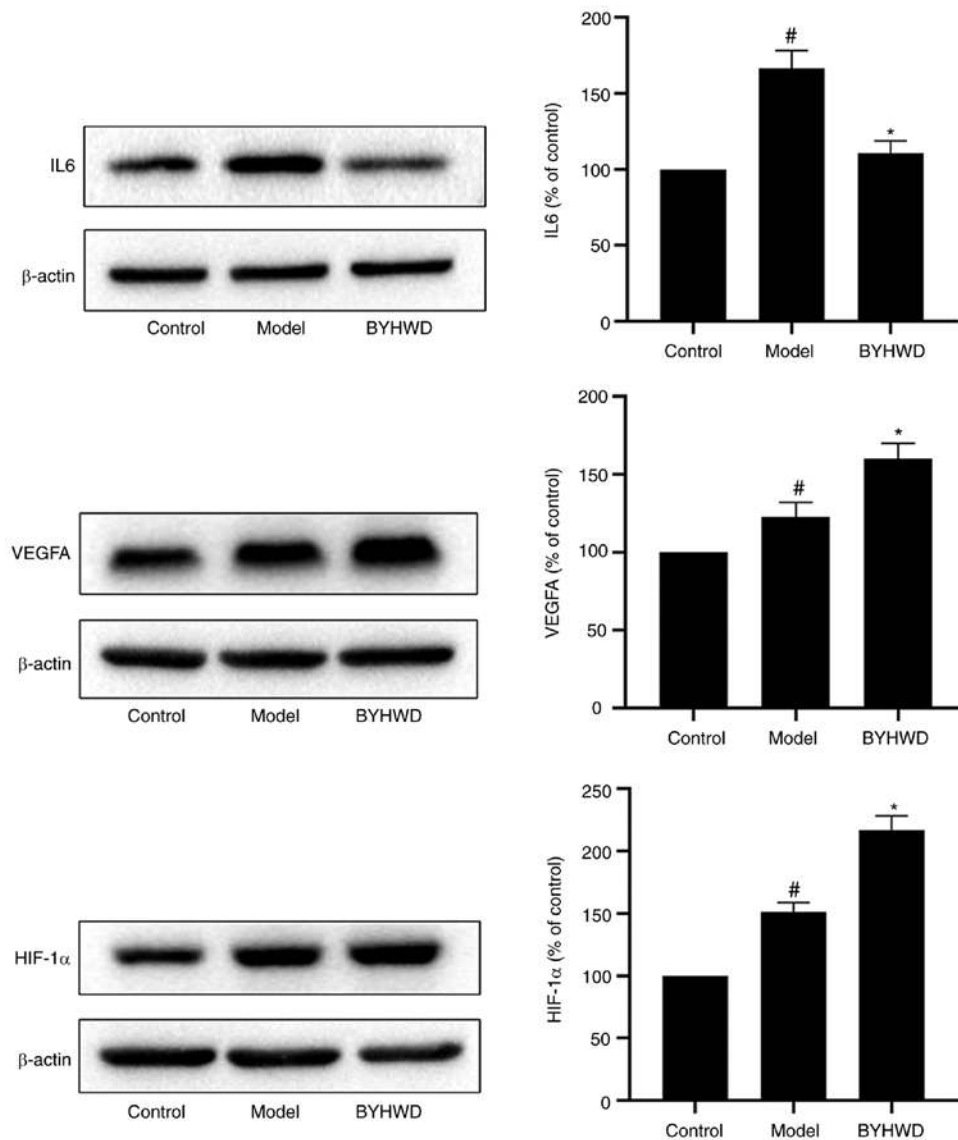 IL6
β-actin
Control Model BYHWD
200
150
100
50
0
IL6 (% of control)
#
*
Control Model BYHWD
VEGFA
β-actin
Control Model BYHWD
200
150
100
50
0
VEGFA (% of control)
#
*
Control Model BYHWD
HIF-1α
β-actin
Control Model BYHWD
250
200
150
100
50
0
HIF-1α (% of control)
#
*
Control Model BYHWD